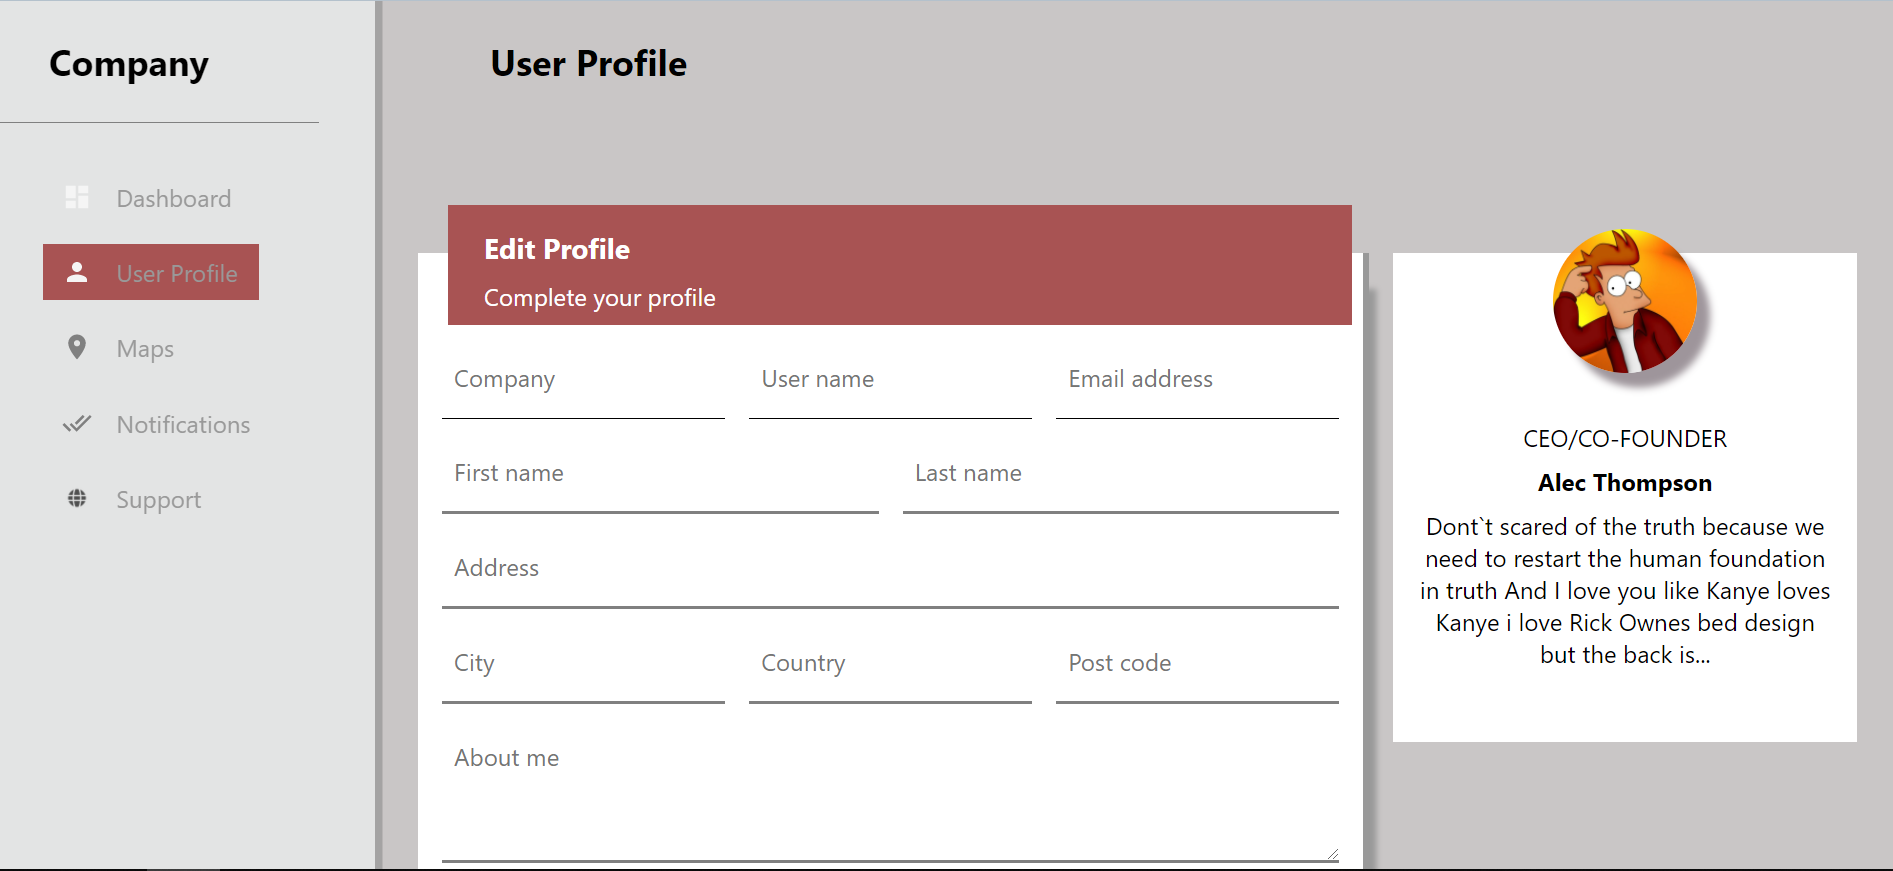 Company
Dashboard
User Profile
Maps
Notifications
Support
User Profile
Edit Profile
Complete your profile
Company
User name
Email address
First name
Last name
Address
City
Country
Post code
About me
CEO/CO-FOUNDER
Alec Thompson
Dont`t scared of the truth because we
need to restart the human foundation
in truth And I love you like Kanye loves
Kanye i love Rick Ownes bed design
but the back is...